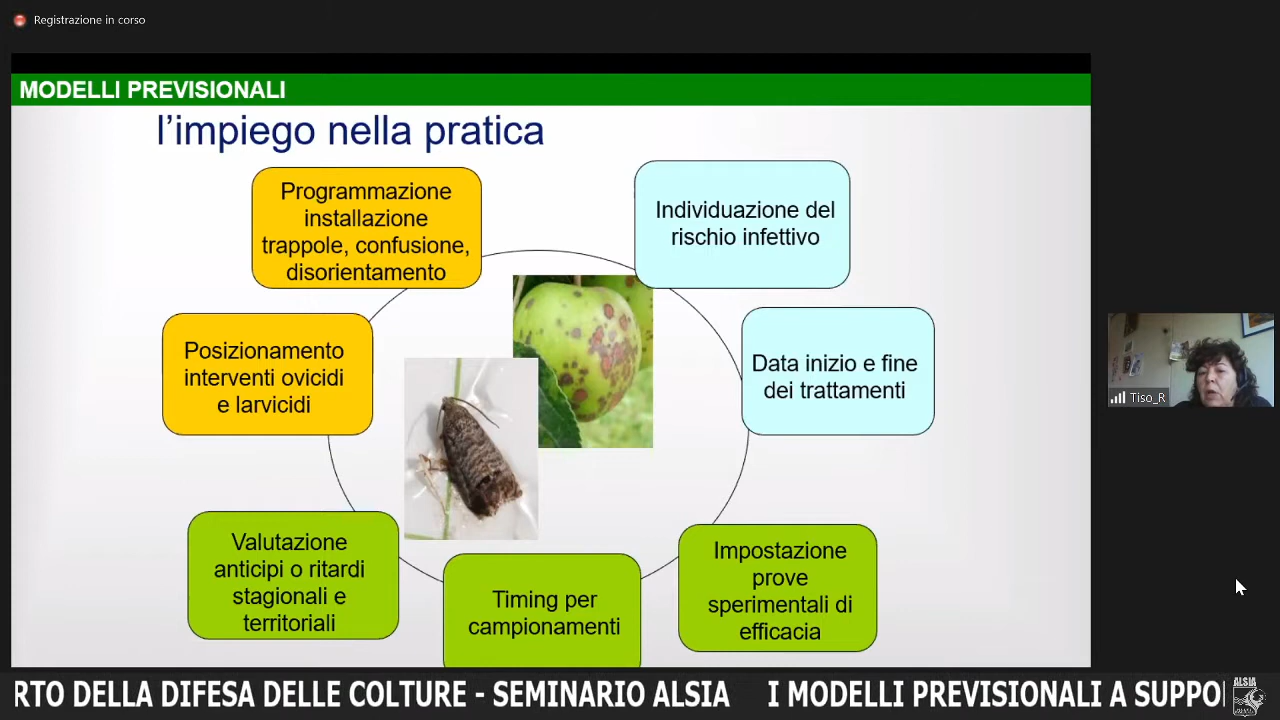 Registrazione in corso
MODELLI PREVISIONALI
l’impiego nella pratica
Programmazione
installazione
trappole, confusione,
disorientamento
Individuazione del
rischio infettivo
Posizionamento
interventi ovicidi
e larvicidi
Data inizio e fine
dei trattamenti
Valutazione
anticipi o ritardi
stagionali e
territoriali
Timing per
campionamenti
Impostazione
prove
sperimentali di
efficacia
Tiso_R
RTO DELLA DIFESA DELLE COLTURE - SEMINARIO ALSIA I MODELLI PREVISIONALI A SUPPO
ALSIA